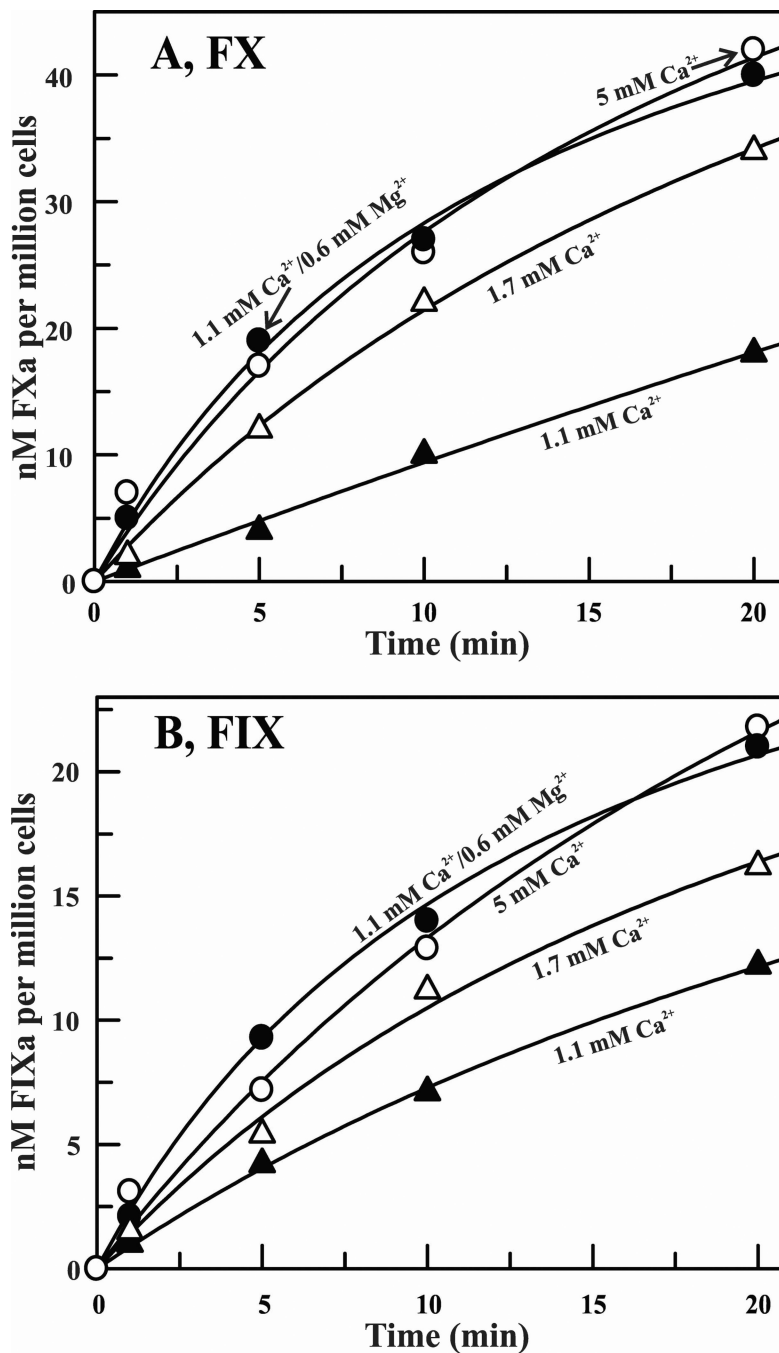 A, FX
nM FXa per million cells
40
30
20
10
0
5 mM Ca²⁺
1.1 mM Ca²⁺/0.6 mM Mg²⁺
1.7 mM Ca²⁺
1.1 mM Ca²⁺
0 5 10 15 20
Time (min)
B, FIX
nM FIXa per million cells
20
15
10
5
0
1.1 mM Ca²⁺/0.6 mM Mg²⁺
5 mM Ca²⁺
1.7 mM Ca²⁺
1.1 mM Ca²⁺
0 5 10 15 20
Time (min)